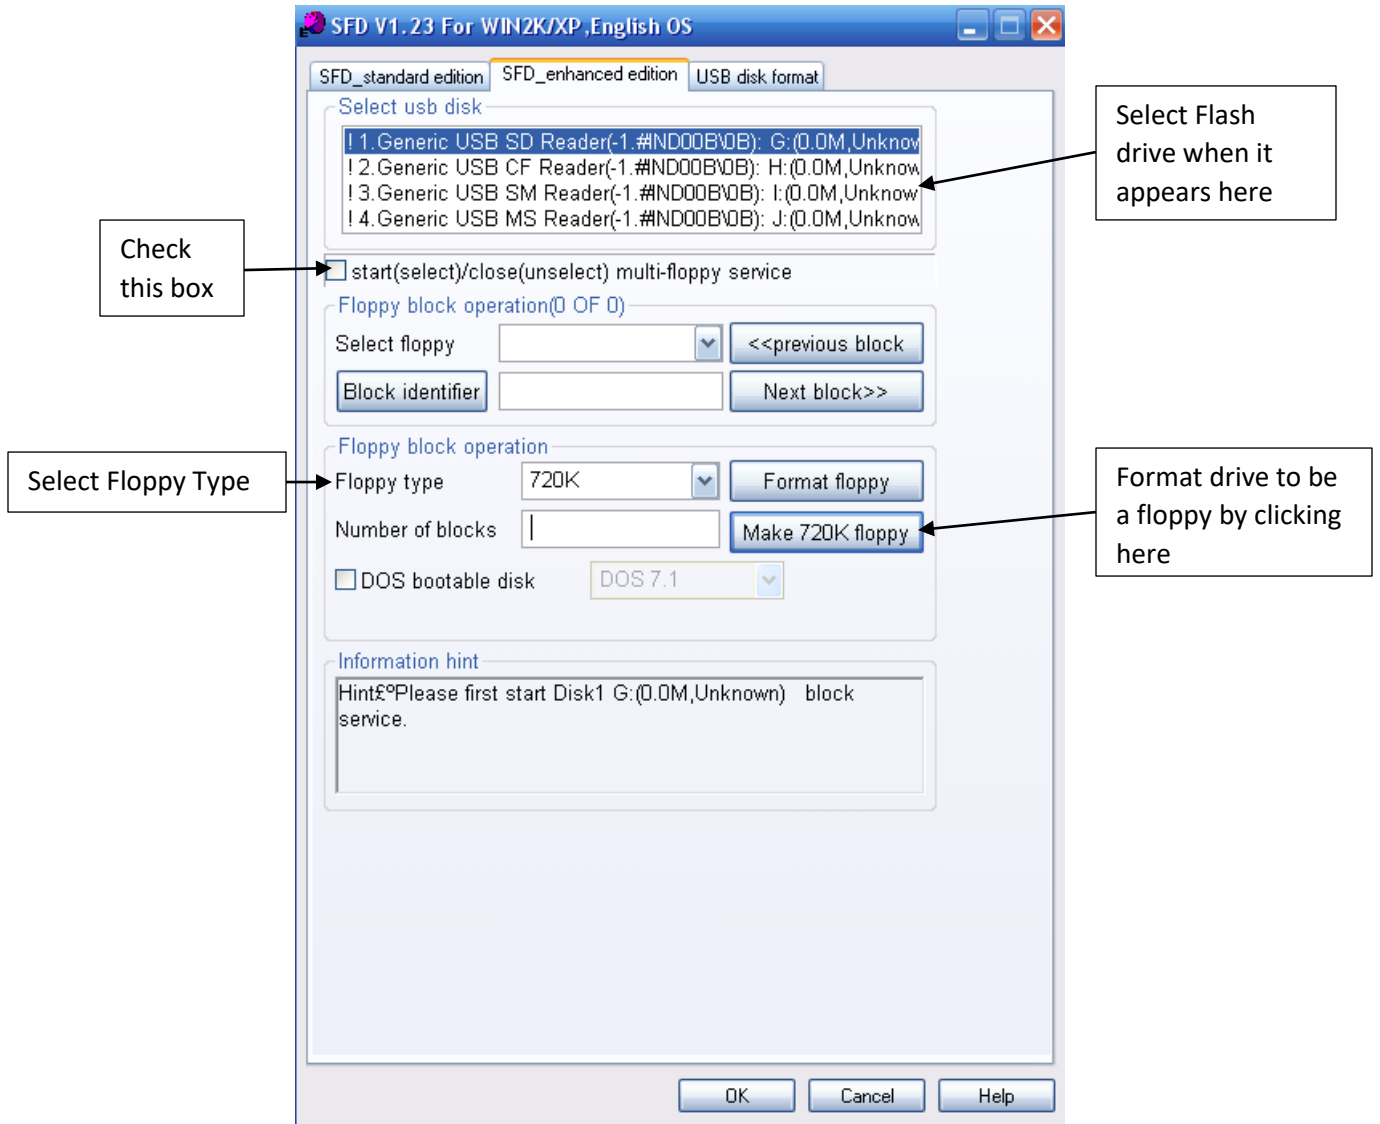 SFD V1.23 For WIN2K/XP,English OS
SFD_standard edition
SFD_enhanced edition
USB disk format
Select usb disk
! 1.Generic USB SD Reader(-1.#IND00B\0B): G:(0.0M,Unknow
! 2.Generic USB CF Reader(-1.#IND00B\0B): H:(0.0M,Unknow
! 3.Generic USB SM Reader(-1.#IND00B\0B): I:(0.0M,Unknow
! 4.Generic USB MS Reader(-1.#IND00B\0B): J:(0.0M,Unknow
Select Flash
drive when it
appears here
Check
this box
start(select)/close(unselect) multi-floppy service
Floppy block operation(0 OF 0)
Select floppy
<<previous block
Block identifier
Next block>>
Floppy block operation
Select Floppy Type
Floppy type
720K
Format floppy
Number of blocks
Make 720K floppy
Format drive to be
a floppy by clicking
here
DOS bootable disk
DOS 7.1
Information hint
Hint£ºPlease first start Disk1 G:(0.0M,Unknown) block
service.
OK
Cancel
Help